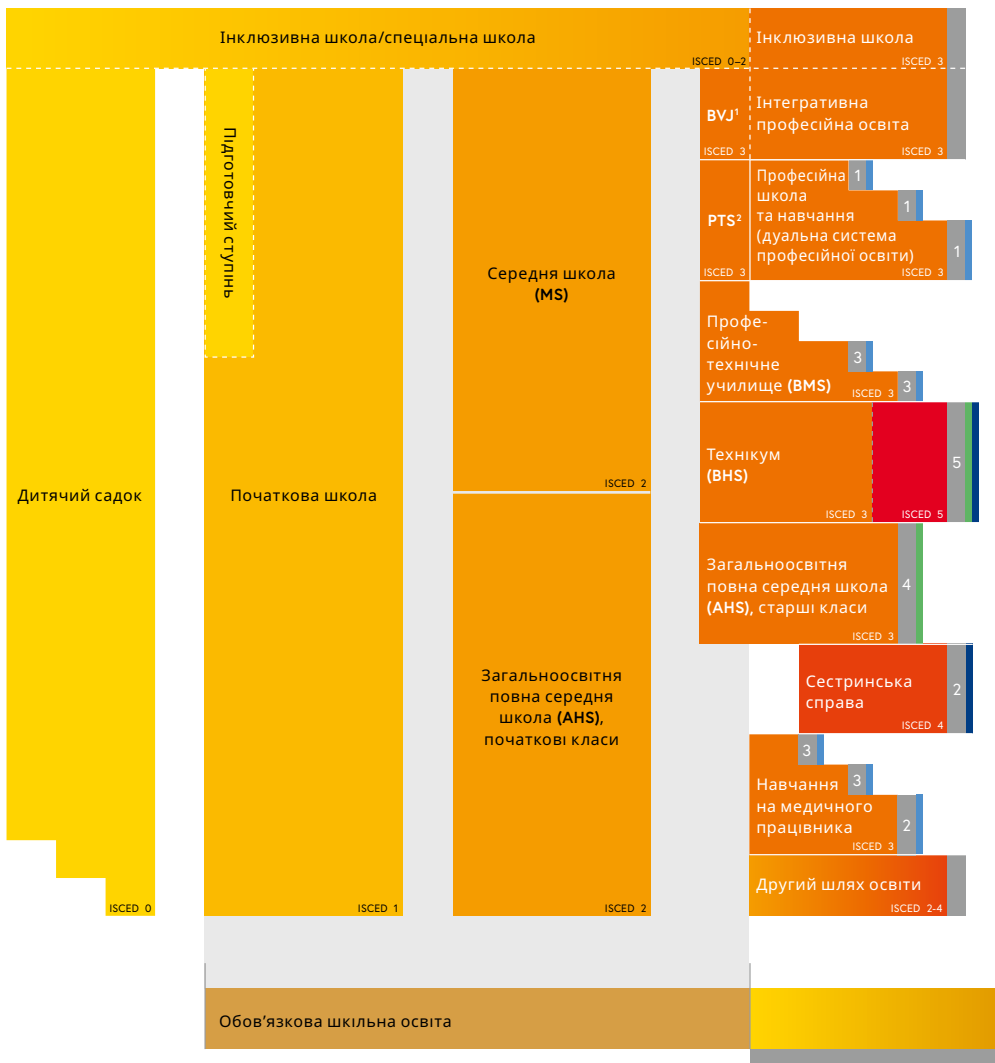 Інклюзивна школа/спеціальна школа
ISCED 0–2
Інклюзивна школа
ISCED 3
Дитячий садок
ISCED 0
Підготовчий ступінь
Початкова школа
ISCED 1
Середня школа
(MS)
ISCED 2
Загальноосвітня
повна середня
школа (AHS),
початкові класи
ISCED 2
BVJ¹
ISCED 3
Інтегративна
професійна освіта
ISCED 3
PTS²
ISCED 3
Професійна
школа
та навчання
(дуальна система
професійної освіти)
ISCED 3
1
1
1
Профе-
сійно-
технічне
училище (BMS)
ISCED 3
3
3
Технікум
(BHS)
ISCED 3
ISCED 5
5
Загальноосвітня
повна середня школа
(AHS), старші класи
ISCED 3
4
Сестринська
справа
ISCED 4
2
Навчання
на медичного
працівника
ISCED 3
3
3
2
Другий шлях освіти
ISCED 2-4
Обов'язкова шкільна освіта